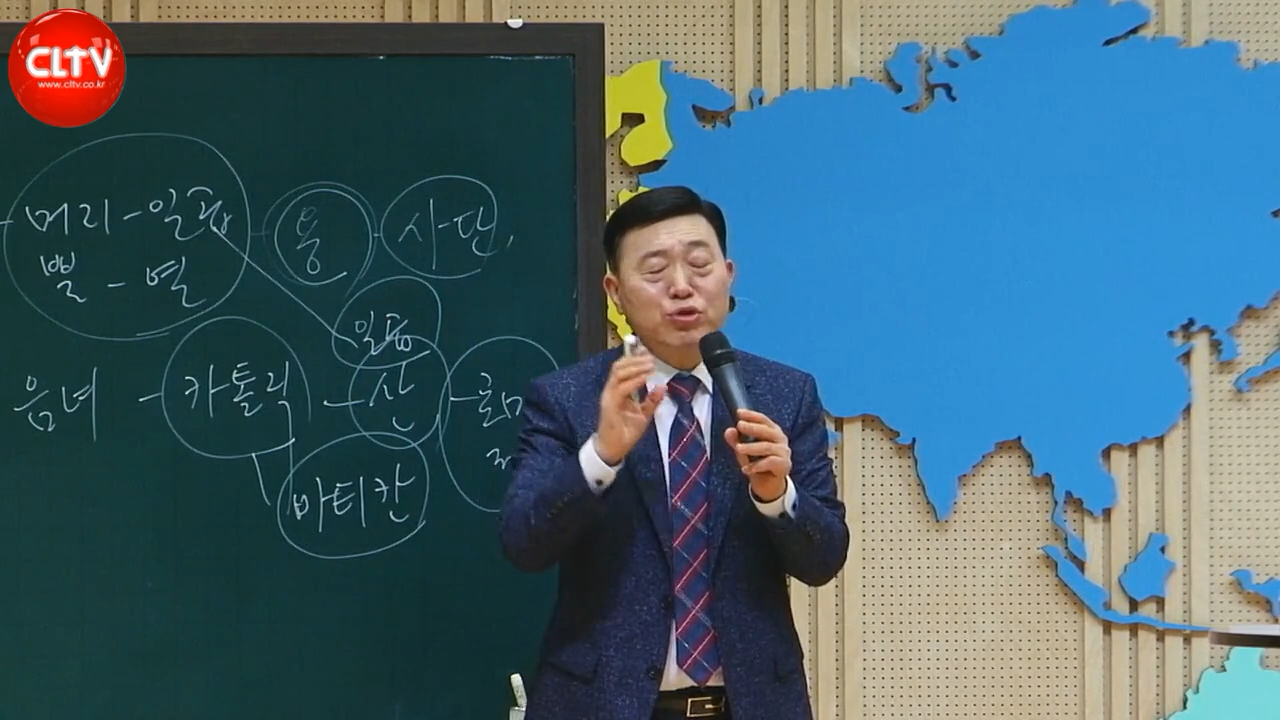 CLTV
www.cltv.co.kr
머리-일곱 용 사단
뿔-열
일곱
음녀 - 카톨릭 - 산
바티칸